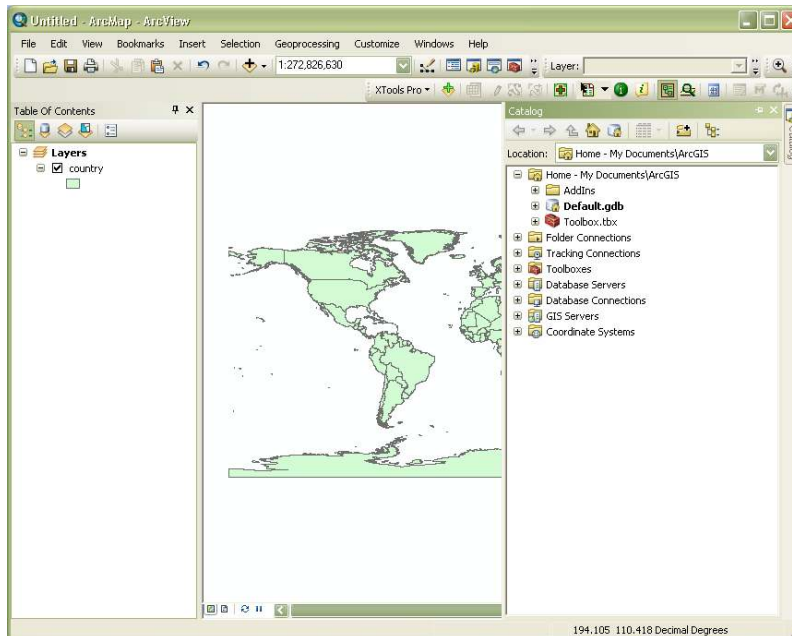 Untitled - ArcMap - ArcView
File Edit View Bookmarks Insert Selection Geoprocessing Customize Windows Help
1:272,826,630 Layer:
XTools Pro
Table Of Contents
Layers
country
Catalog
Location: Home - My Documents\ArcGIS
Home - My Documents\ArcGIS
AddIns
Default.gdb
Toolbox.tbx
Folder Connections
Tracking Connections
Toolboxes
Database Servers
Database Connections
GIS Servers
Coordinate Systems
Catalog
194.105 110.418 Decimal Degrees